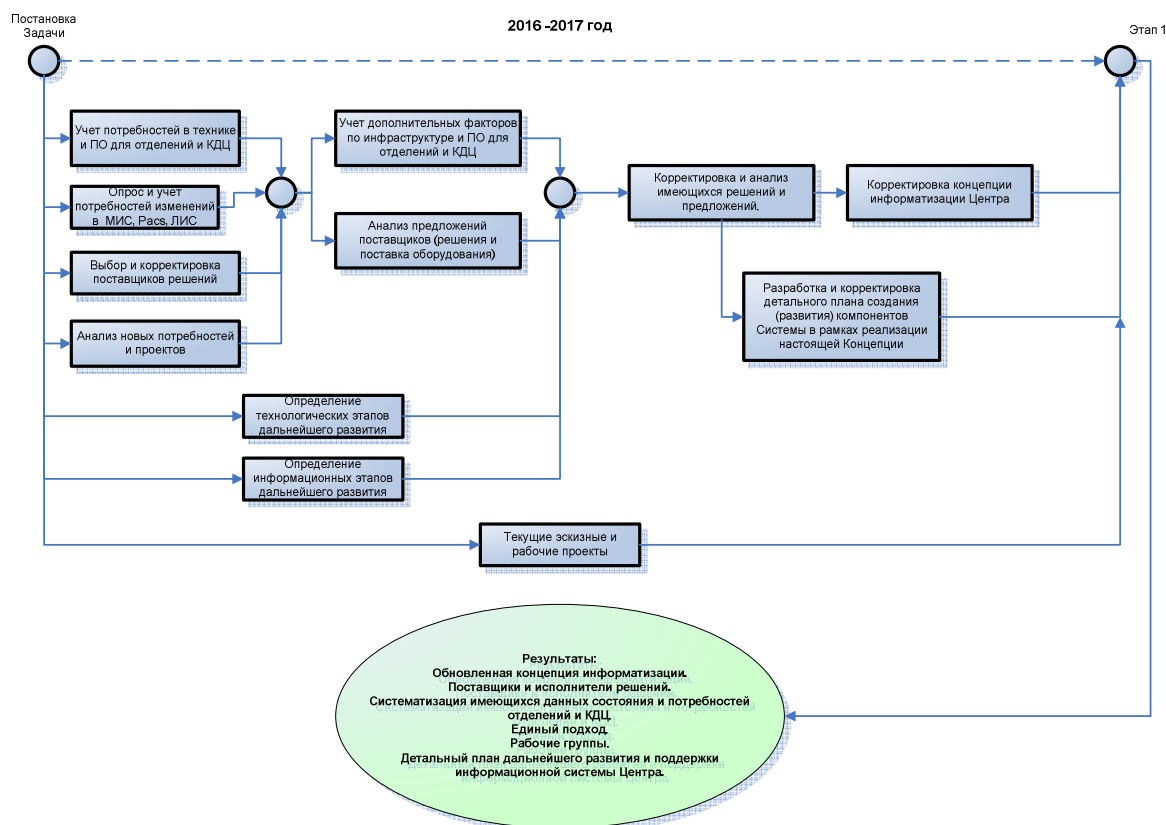 Постановка
Задачи
2016 -2017 год
Этап 1
Учет потребностей в технике
и ПО для отделений и КДЦ
Опрос и учет
потребностей изменений
в МИС, Pacs, ЛИС
Выбор и корректировка
поставщиков решений
Анализ новых потребностей
и проектов
Учет дополнительных факторов
по инфраструктуре и ПО для
отделений и КДЦ
Анализ предложений
поставщиков (решения и
поставка оборудования)
Корректировка и анализ
имеющихся решений и
предложений.
Корректировка концепции
информатизации Центра
Разработка и корректировка
детального плана создания
(развития) компонентов
Системы в рамках реализации
настоящей Концепции
Определение
технологических этапов
дальнейшего развития
Определение
информационных этапов
дальнейшего развития
Текущие эскизные и
рабочие проекты
Результаты:
Обновленная концепция информатизации.
Поставщики и исполнители решений.
Систематизация имеющихся данных состояния и потребностей
отделений и КДЦ.
Единый подход.
Рабочие группы.
Детальный план дальнейшего развития и поддержки
информационной системы Центра.